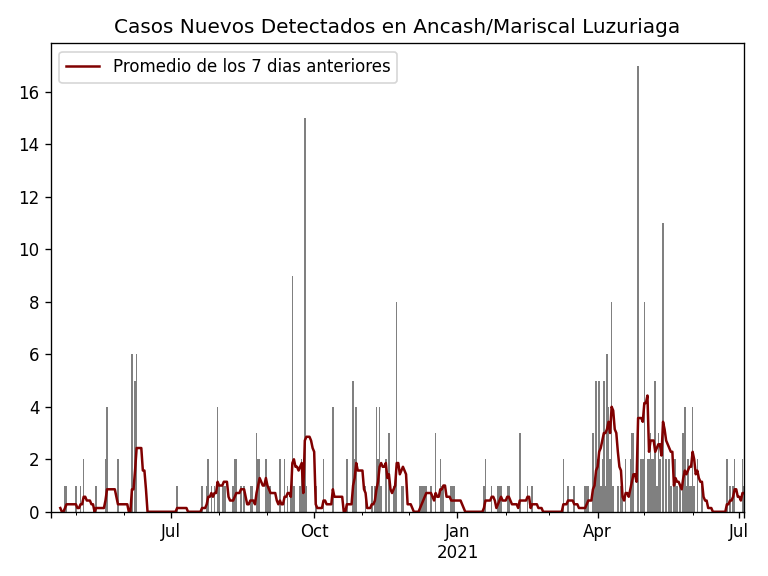 Casos Nuevos Detectados en Ancash/Mariscal Luzuriaga
Promedio de los 7 dias anteriores
16
14
12
10
8
6
4
2
0
Jul
Oct
Jan
Apr
Jul
2021